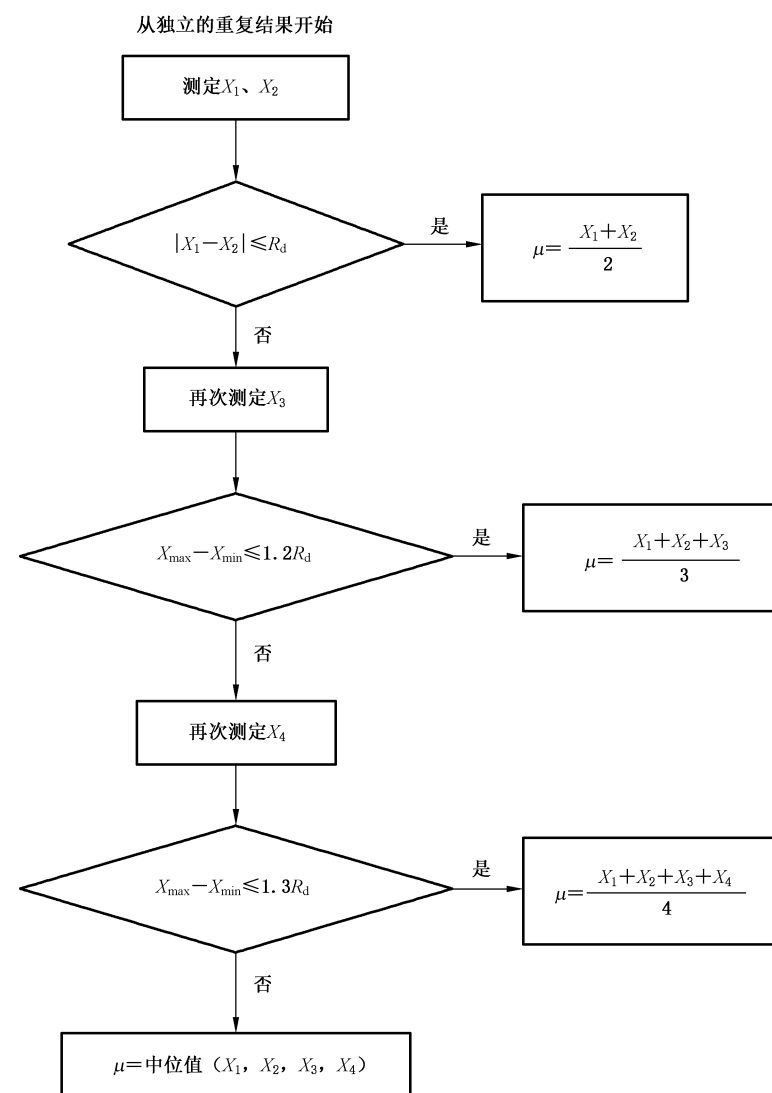 从独立的重复结果开始
测定X₁、X₂
|X₁－X₂|≤R_d
是
μ＝(X₁＋X₂)/2
否
再次测定X₃
X_max－X_min≤1.2R_d
是
μ＝(X₁＋X₂＋X₃)/3
否
再次测定X₄
X_max－X_min≤1.3R_d
是
μ＝(X₁＋X₂＋X₃＋X₄)/4
否
μ＝中位值（X₁，X₂，X₃，X₄）